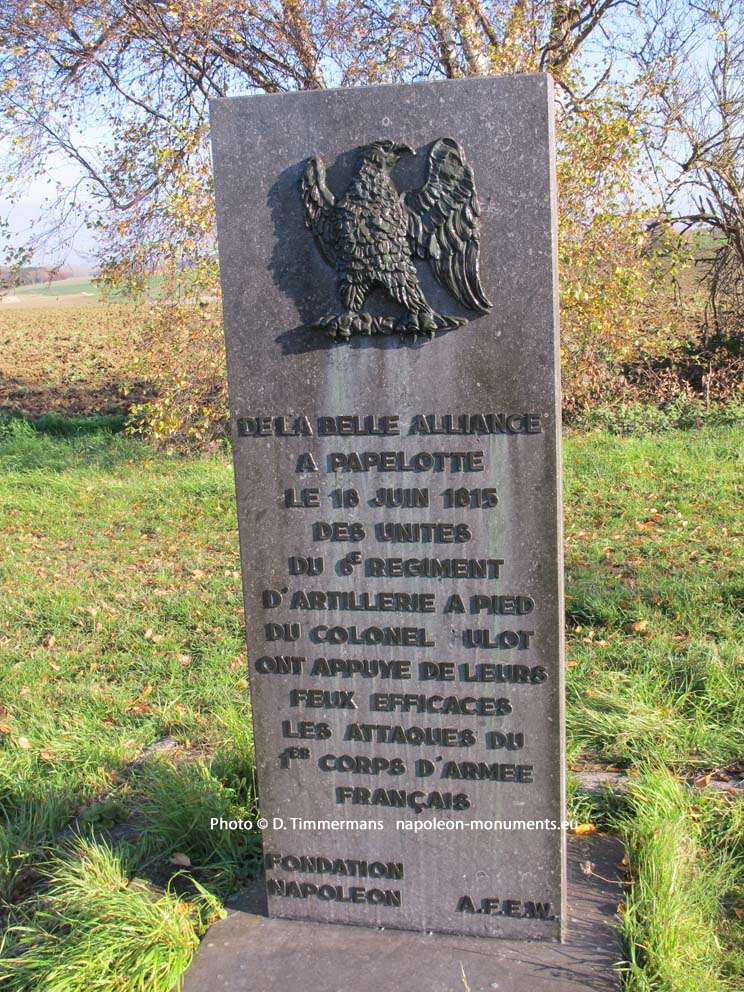 DE LA BELLE ALLIANCE
A PAPELOTTE
LE 18 JUIN 1815
DES UNITES
DU 6E REGIMENT
D'ARTILLERIE A PIED
DU COLONEL ULOT
ONT APPUYE DE LEURS
FEUX EFFICACES
LES ATTAQUES DU
1ER CORPS D'ARMEE
FRANÇAIS
Photo © D. Timmermans napoleon-monuments.eu
FONDATION
NAPOLEON
A.F.E.W.